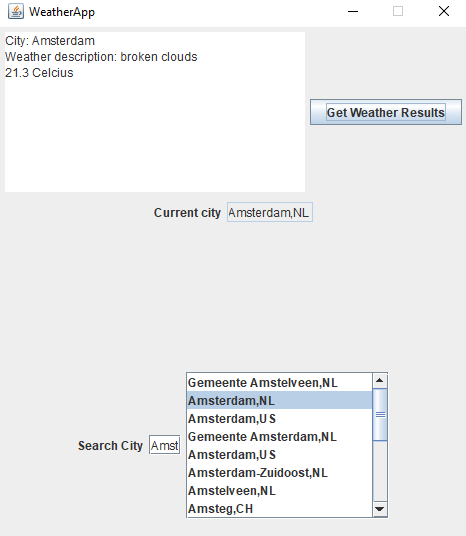 WeatherApp
City: Amsterdam
Weather description: broken clouds
21.3 Celcius
Get Weather Results
Current city Amsterdam,NL
Gemeente Amstelveen,NL
Amsterdam,NL
Amsterdam,US
Gemeente Amsterdam,NL
Search City Amst
Amsterdam,US
Amsterdam-Zuidoost,NL
Amstelveen,NL
Amsteg,CH